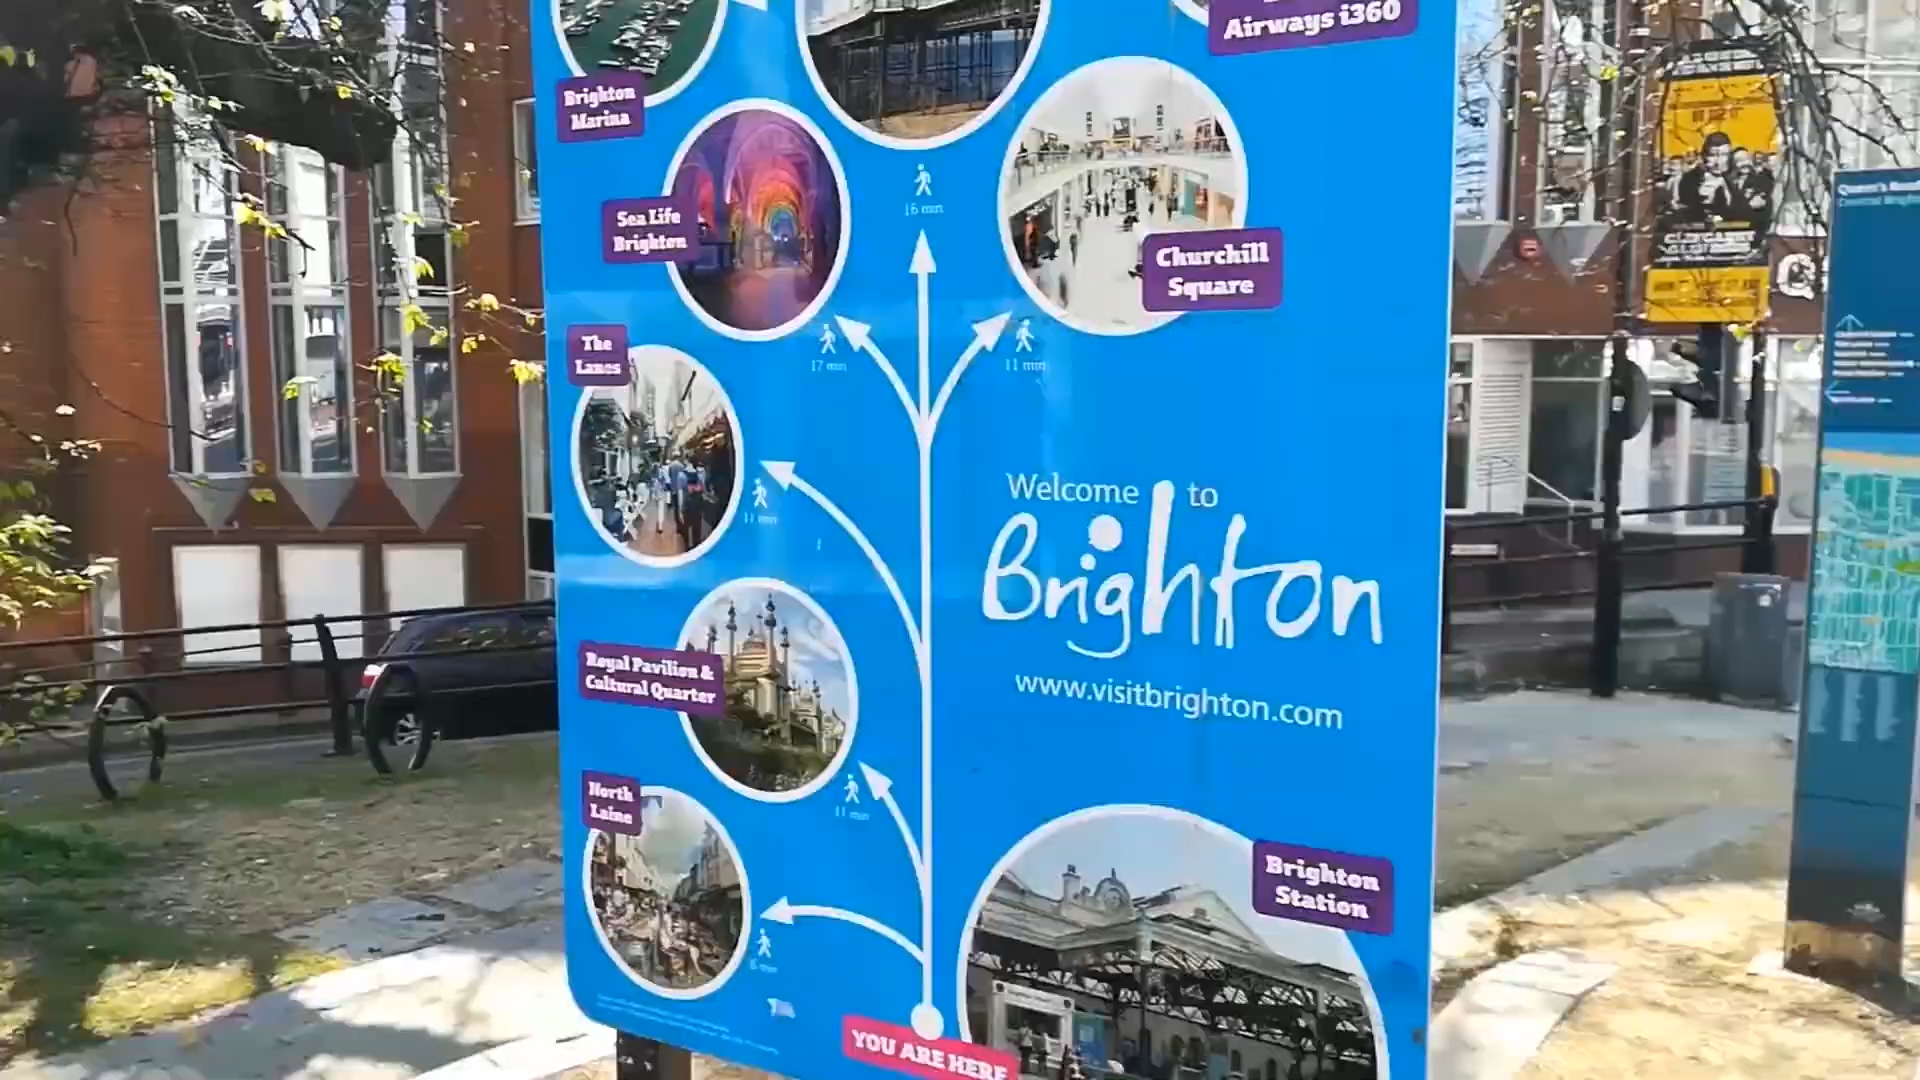 Airways i360
Brighton
Marina
Sea Life
Brighton
16 min
Churchill
Square
The
Lanes
17 min
11 min
11 min
Welcome to
Brighton
www.visitbrighton.com
Royal Pavilion &
Cultural Quarter
11 min
North
Laine
6 min
Brighton
Station
YOU ARE HERE